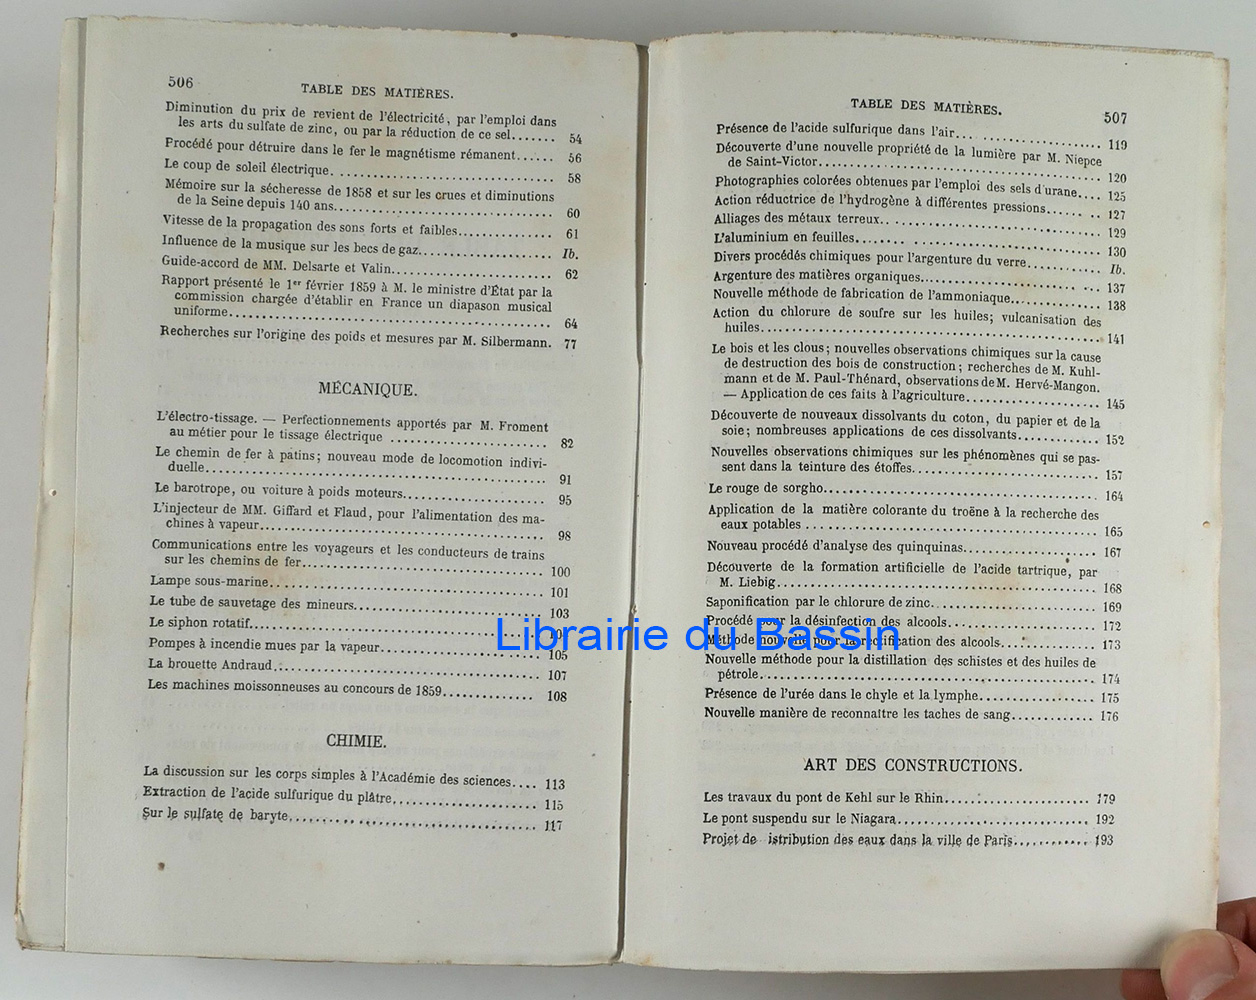 506
TABLE DES MATIÈRES.
Diminution du prix de revient de l'électricité, par l'emploi dans
les arts du sulfate de zinc, ou par la réduction de ce sel....... 54
Procédé pour détruire dans le fer le magnétisme rémanent...... 56
Le coup de soleil électrique. .......................... 58
Mémoire sur la sécheresse de 1858 et sur les crues et diminutions
de la Seine depuis 140 ans................................ 60
Vitesse de la propagation des sons forts et faibles.............. 61
Influence de la musique sur les becs de gaz.................... Ib.
Guide-accord de MM. Delsarte et Valin........................ 62
Rapport présenté le 1er février 1859 à M. le ministre d'État par la
commission chargée d'établir en France un diapason musical
uniforme................................................ 64
Recherches sur l'origine des poids et mesures par M. Silbermann. 77
MÉCANIQUE.
L'électro-tissage. — Perfectionnements apportés par M. Froment
au métier pour le tissage électrique ........................ 82
Le chemin de fer à patins; nouveau mode de locomotion indivi-
duelle.................................................. 91
Le barotrope, ou voiture à poids moteurs...................... 95
L'injecteur de MM. Giffard et Flaud, pour l'alimentation des ma-
chines à vapeur.......................................... 98
Communications entre les voyageurs et les conducteurs de trains
sur les chemins de fer.................................... 100
Lampe sous-marine.......................................... 101
Le tube de sauvetage des mineurs............................ 103
Le siphon rotatif............................................
Pompes à incendie mues par la vapeur........................ 105
La brouette Andraud........................................ 107
Les machines moissonneuses au concours de 1859.............. 108
CHIMIE.
La discussion sur les corps simples à l'Académie des sciences.... 113
Extraction de l'acide sulfurique du plâtre...................... 115
Sur le sulfate de baryte...................................... 117
TABLE DES MATIÈRES.
507
Présence de l'acide sulfurique dans l'air... .................. 119
Découverte d'une nouvelle propriété de la lumière par M. Niepce
de Saint-Victor.......................................... 120
Photographies colorées obtenues par l'emploi des sels d'urane.... 125
Action réductrice de l'hydrogène à différentes pressions...... .. 127
Alliages des métaux terreux.. .............................. 129
L'aluminium en feuilles........ ............................ 130
Divers procédés chimiques pour l'argenture du verre............ Ib.
Argenture des matières organiques.......................... 137
Nouvelle méthode de fabrication de l'ammoniaque.............. 138
Action du chlorure de soufre sur les huiles; vulcanisation des
huiles.................................................. 141
Le bois et les clous; nouvelles observations chimiques sur la cause
de destruction des bois de construction; recherches de M. Kuhl-
mann et de M. Paul-Thénard, observations de M. Hervé-Mangon.
— Application de ces faits à l'agriculture.................... 145
Découverte de nouveaux dissolvants du coton, du papier et de la
soie; nombreuses applications de ces dissolvants.............. 152
Nouvelles observations chimiques sur les phénomènes qui se pas-
sent dans la teinture des étoffes............................ 157
Le rouge de sorgho.......................................... 164
Application de la matière colorante du troëne à la recherche des
eaux potables .......................................... 165
Nouveau procédé d'analyse des quinquinas.................... 167
Découverte de la formation artificielle de l'acide tartrique, par
M. Liebig................................................ 168
Saponification par le chlorure de zinc........................ 169
Procédé pour la désinfection des alcools...................... 172
Méthode nouvelle pour la rectification des alcools.............. 173
Nouvelle méthode pour la distillation des schistes et des huiles de
pétrole.................................................. 174
Présence de l'urée dans le chyle et la lymphe.................. 175
Nouvelle manière de reconnaître les taches de sang............ 176
ART DES CONSTRUCTIONS.
Les travaux du pont de Kehl sur le Rhin...................... 179
Le pont suspendu sur le Niagara.............................. 192
Projet de istribution des eaux dans la ville de Paris............ 193
Librairie du Bassin